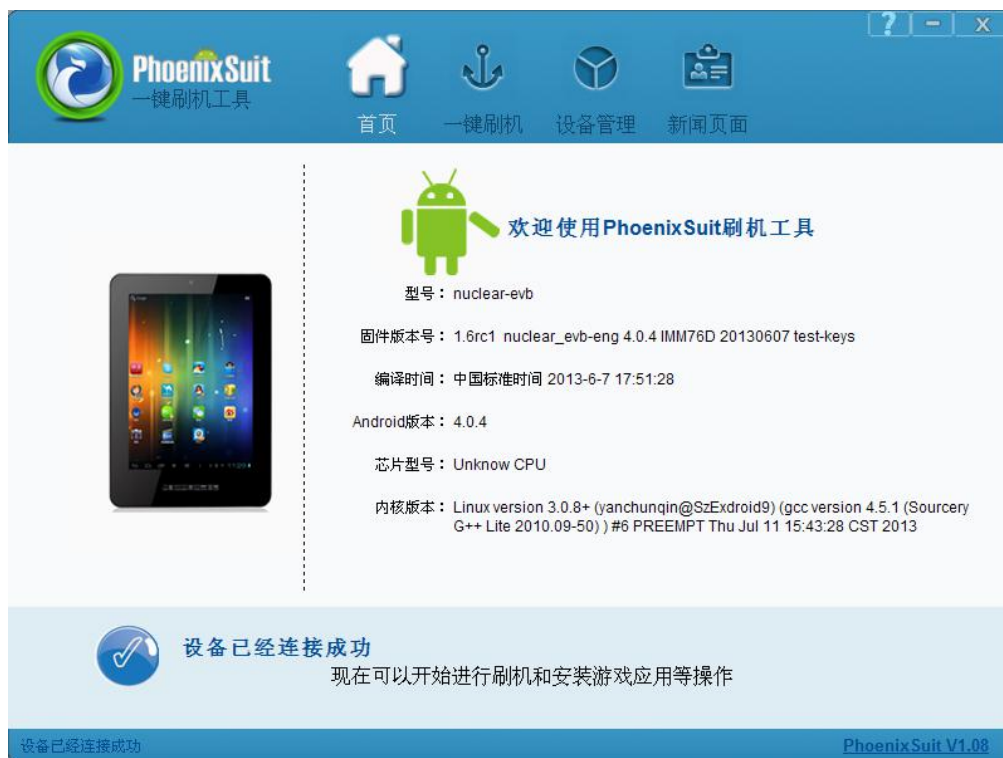 ? - x
PhoenixSuit
一键刷机工具
首页 一键刷机 设备管理 新闻页面
欢迎使用PhoenixSuit刷机工具
型号： nuclear-evb
固件版本号： 1.6rc1 nuclear_evb-eng 4.0.4 IMM76D 20130607 test-keys
编译时间： 中国标准时间 2013-6-7 17:51:28
Android版本： 4.0.4
芯片型号： Unknow CPU
内核版本： Linux version 3.0.8+ (yanchunqin@SzExdroid9) (gcc version 4.5.1 (Sourcery
G++ Lite 2010.09-50) ) #6 PREEMPT Thu Jul 11 15:43:28 CST 2013
设备已经连接成功
现在可以开始进行刷机和安装游戏应用等操作
设备已经连接成功 PhoenixSuit V1.08